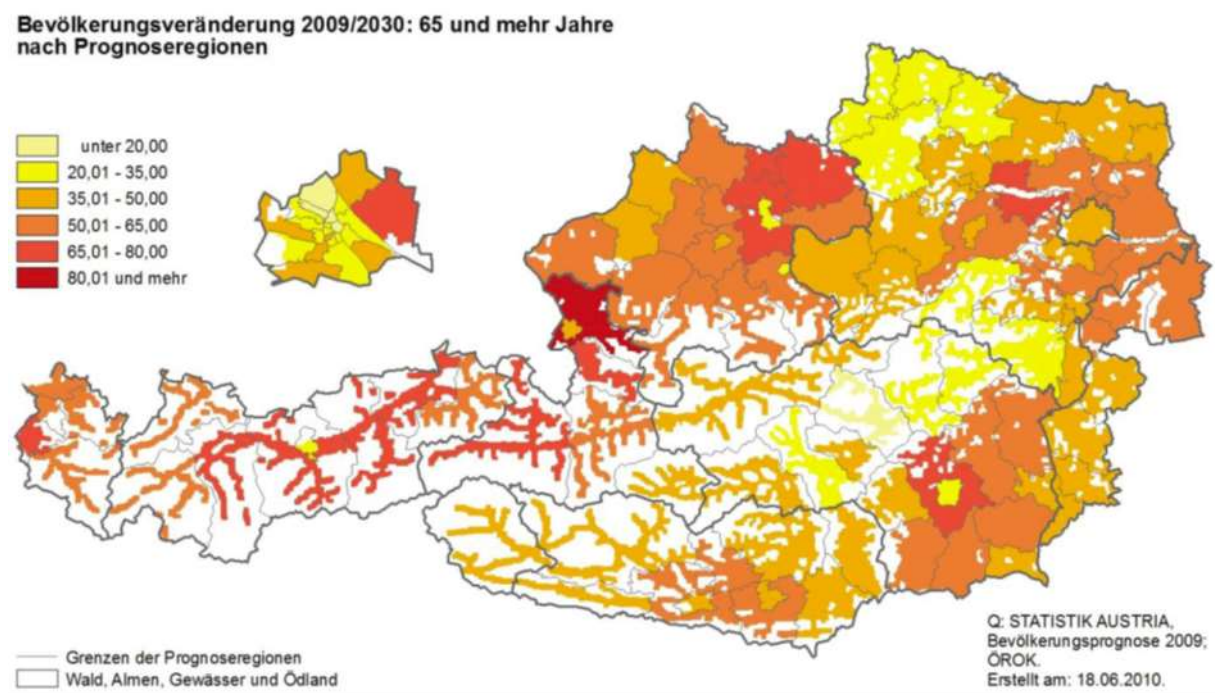 Bevölkerungsveränderung 2009/2030: 65 und mehr Jahre
nach Prognoseregionen
unter 20,00
20,01 - 35,00
35,01 - 50,00
50,01 - 65,00
65,01 - 80,00
80,01 und mehr
Grenzen der Prognoseregionen
Wald, Almen, Gewässer und Ödland
Q: STATISTIK AUSTRIA,
Bevölkerungsprognose 2009;
ÖROK.
Erstellt am: 18.06.2010.